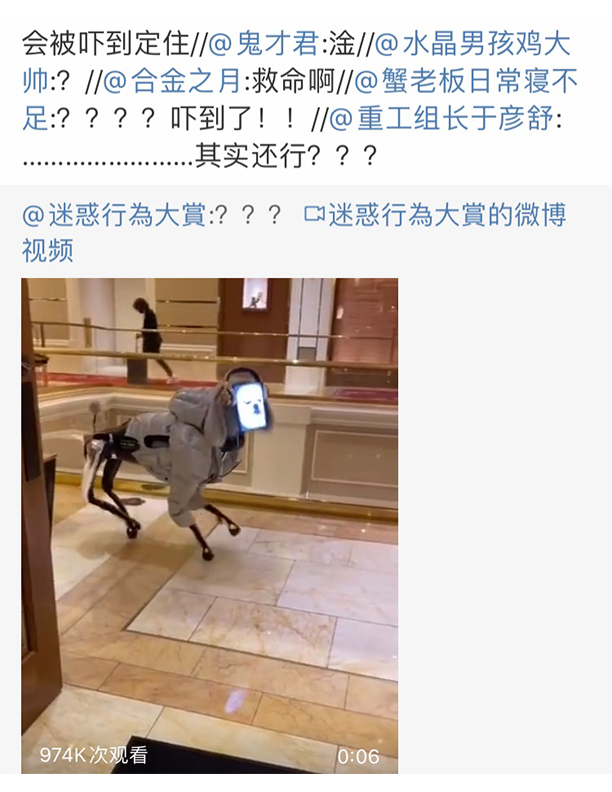 会被吓到定住//@鬼才君:淦//@水晶男孩鸡大
帅:？ //@合金之月:救命啊//@蟹老板日常寝不
足:？？？？吓到了！！//@重工组长于彦舒:
........................其实还行？？？
@迷惑行為大賞:？？？ 迷惑行為大賞的微博
视频
974K次观看
0:06